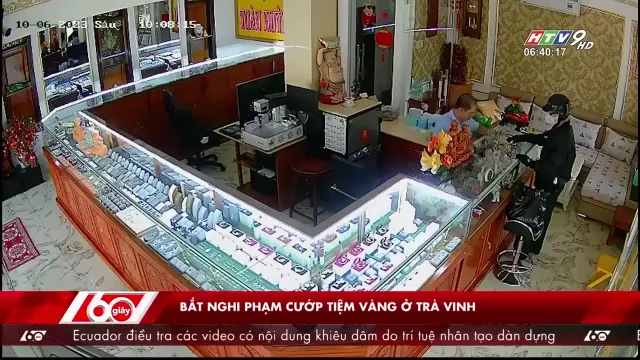 10-06-2023 Sáu 10:08:15
HTV9 HD
06:40:17
60 giây
BẮT NGHI PHẠM CƯỚP TIỆM VÀNG Ở TRÀ VINH
Ecuador điều tra các video có nội dung khiêu dâm do trí tuệ nhân tạo dàn dựng